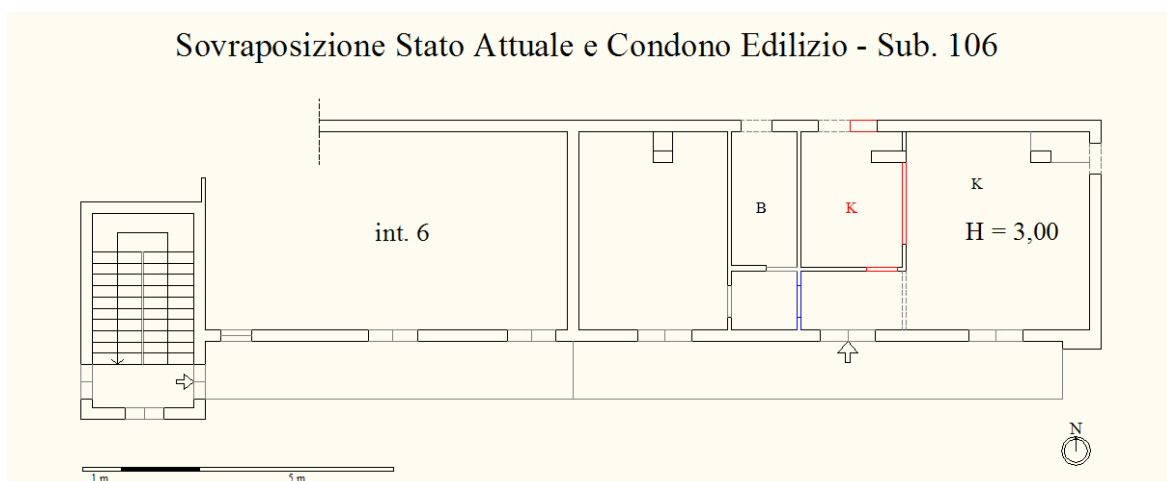 Sovraposizione Stato Attuale e Condono Edilizio - Sub. 106
int. 6
B
K
K
H = 3,00
N
1 m
5 m